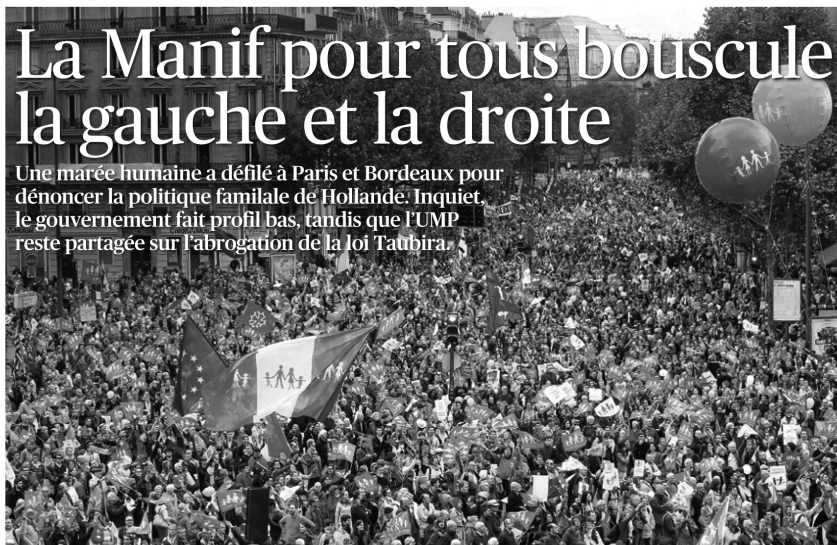 La Manif pour tous bouscule
la gauche et la droite
Une marée humaine a défilé à Paris et Bordeaux pour
dénoncer la politique familale de Hollande. Inquiet,
le gouvernement fait profil bas, tandis que l'UMP
reste partagée sur l'abrogation de la loi Taubira.